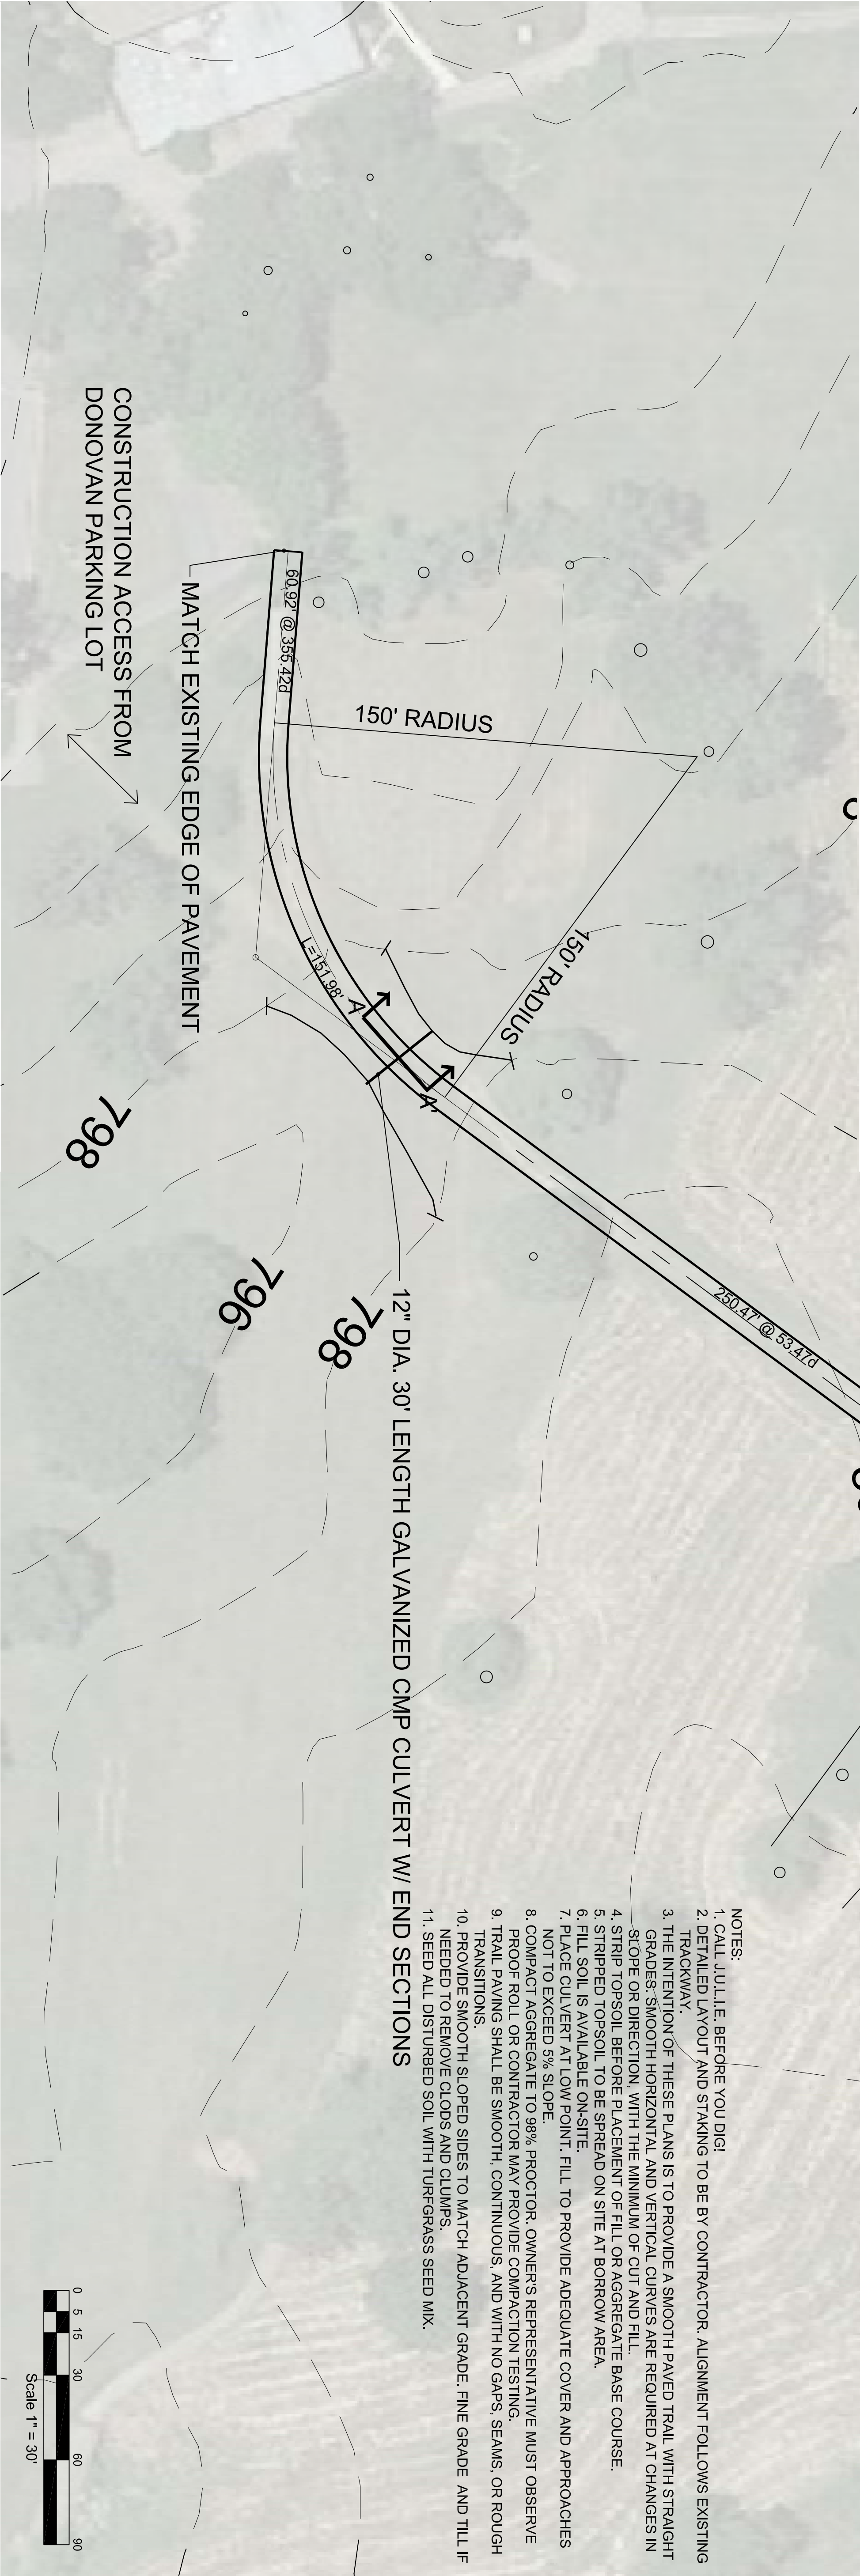 CONSTRUCTION ACCESS FROM
DONOVAN PARKING LOT
MATCH EXISTING EDGE OF PAVEMENT
60.92' @ 355.42d
150' RADIUS
150' RADIUS
L=151.98'
A
A'
250.47' @ 53.47d
798
796
798
12" DIA. 30' LENGTH GALVANIZED CMP CULVERT W/ END SECTIONS
NOTES:
1. CALL J.U.L.I.E. BEFORE YOU DIG!
2. DETAILED LAYOUT AND STAKING TO BE BY CONTRACTOR. ALIGNMENT FOLLOWS EXISTING
TRACKWAY.
3. THE INTENTION OF THESE PLANS IS TO PROVIDE A SMOOTH PAVED TRAIL WITH STRAIGHT
GRADES. SMOOTH HORIZONTAL AND VERTICAL CURVES ARE REQUIRED AT CHANGES IN
SLOPE OR DIRECTION, WITH THE MINIMUM OF CUT AND FILL.
4. STRIP TOPSOIL BEFORE PLACEMENT OF FILL OR AGGREGATE BASE COURSE.
5. STRIPPED TOPSOIL TO BE SPREAD ON SITE AT BORROW AREA.
6. FILL SOIL IS AVAILABLE ON-SITE.
7. PLACE CULVERT AT LOW POINT. FILL TO PROVIDE ADEQUATE COVER AND APPROACHES
NOT TO EXCEED 5% SLOPE.
8. COMPACT AGGREGATE TO 98% PROCTOR. OWNER'S REPRESENTATIVE MUST OBSERVE
PROOF ROLL OR CONTRACTOR MAY PROVIDE COMPACTION TESTING.
9. TRAIL PAVING SHALL BE SMOOTH, CONTINUOUS, AND WITH NO GAPS, SEAMS, OR ROUGH
TRANSITIONS.
10. PROVIDE SMOOTH SLOPED SIDES TO MATCH ADJACENT GRADE. FINE GRADE AND TILL IF
NEEDED TO REMOVE CLODS AND CLUMPS.
11. SEED ALL DISTURBED SOIL WITH TURFGRASS SEED MIX.
0 5 15 30 60 90
Scale 1" = 30'